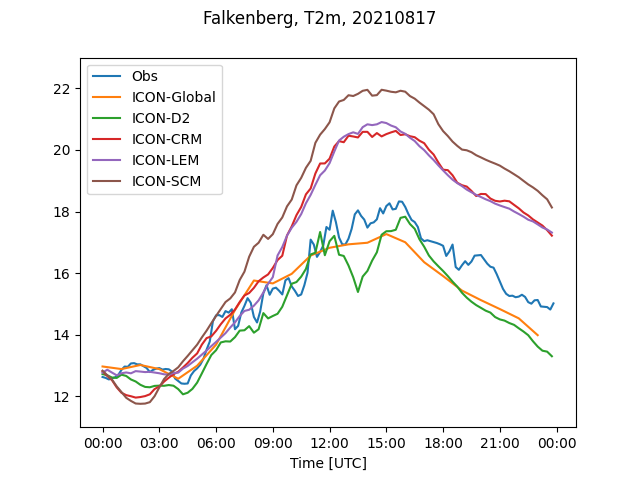 Falkenberg, T2m, 20210817
Obs
ICON-Global
ICON-D2
ICON-CRM
ICON-LEM
ICON-SCM
22
20
18
16
14
12
00:00 03:00 06:00 09:00 12:00 15:00 18:00 21:00 00:00
Time [UTC]